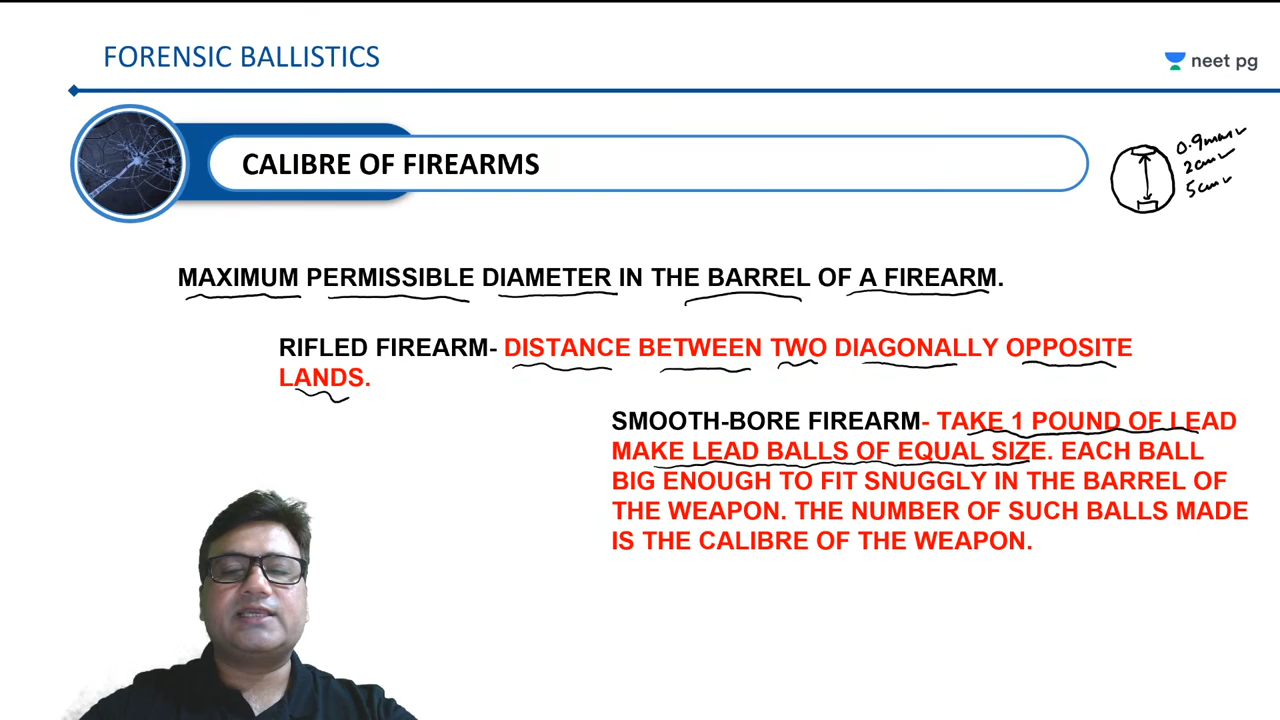 FORENSIC BALLISTICS
neet pg
CALIBRE OF FIREARMS
0.9mm
2cm
5cm
MAXIMUM PERMISSIBLE DIAMETER IN THE BARREL OF A FIREARM.
RIFLED FIREARM- DISTANCE BETWEEN TWO DIAGONALLY OPPOSITE
LANDS.
SMOOTH-BORE FIREARM- TAKE 1 POUND OF LEAD
MAKE LEAD BALLS OF EQUAL SIZE. EACH BALL
BIG ENOUGH TO FIT SNUGGLY IN THE BARREL OF
THE WEAPON. THE NUMBER OF SUCH BALLS MADE
IS THE CALIBRE OF THE WEAPON.